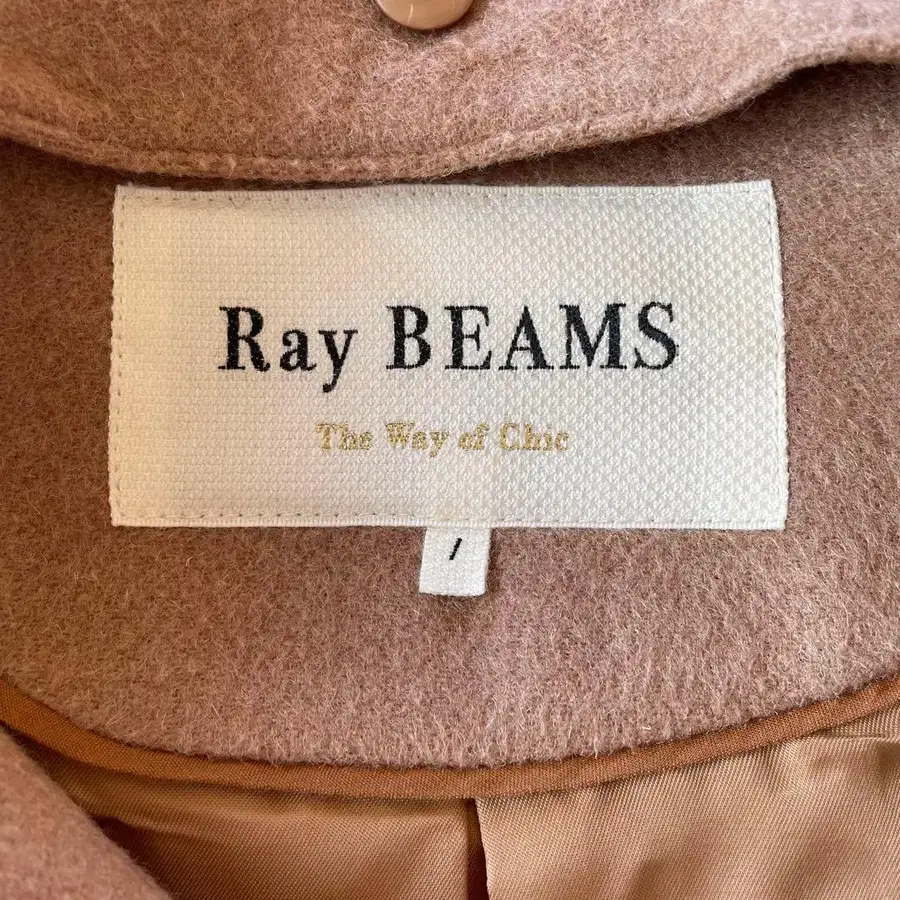 Ray BEAMS
The Way of Chic
1